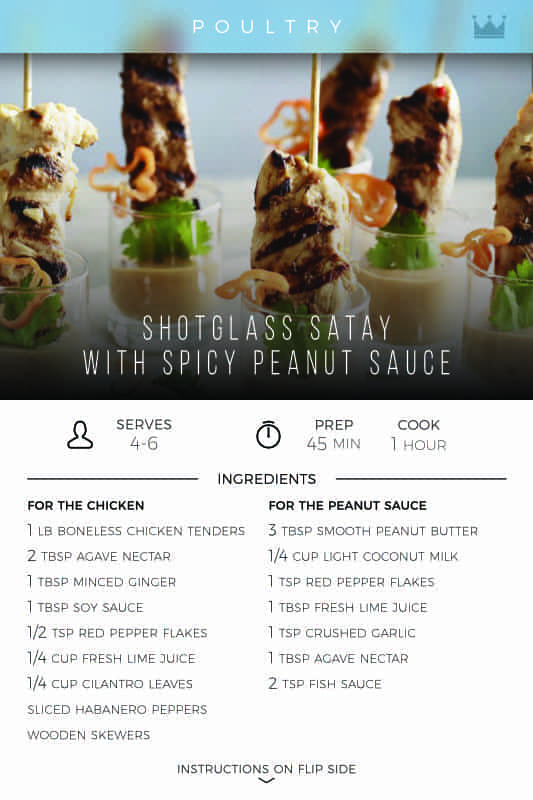 POULTRY
SHOTGLASS SATAY
WITH SPICY PEANUT SAUCE
SERVES
4-6
PREP
45 MIN
COOK
1 HOUR
INGREDIENTS
FOR THE CHICKEN
1 LB BONELESS CHICKEN TENDERS
2 TBSP AGAVE NECTAR
1 TBSP MINCED GINGER
1 TBSP SOY SAUCE
1/2 TSP RED PEPPER FLAKES
1/4 CUP FRESH LIME JUICE
1/4 CUP CILANTRO LEAVES
SLICED HABANERO PEPPERS
WOODEN SKEWERS
FOR THE PEANUT SAUCE
3 TBSP SMOOTH PEANUT BUTTER
1/4 CUP LIGHT COCONUT MILK
1 TSP RED PEPPER FLAKES
1 TBSP FRESH LIME JUICE
1 TSP CRUSHED GARLIC
1 TBSP AGAVE NECTAR
2 TSP FISH SAUCE
INSTRUCTIONS ON FLIP SIDE